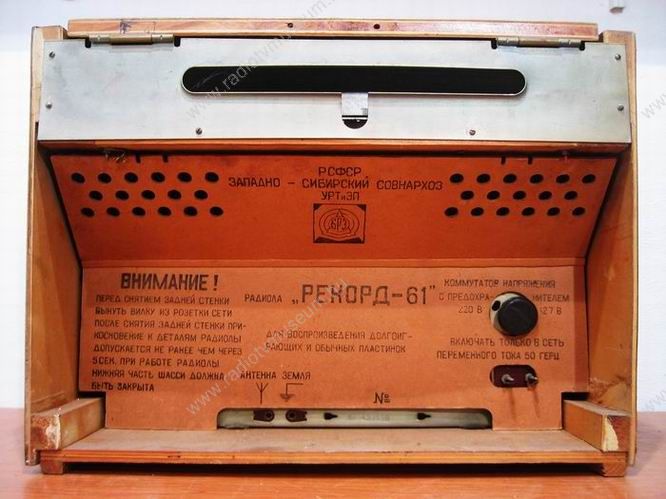 РСФСР
ЗАПАДНО – СИБИРСКИЙ СОВНАРХОЗ
УРТиЭП
БРЗ
ВНИМАНИЕ!
ПЕРЕД СНЯТИЕМ ЗАДНЕЙ СТЕНКИ
ВЫНУТЬ ВИЛКУ ИЗ РОЗЕТКИ СЕТИ
ПОСЛЕ СНЯТИЯ ЗАДНЕЙ СТЕНКИ ПРИ-
КОСНОВЕНИЕ К ДЕТАЛЯМ РАДИОЛЫ
ДОПУСКАЕТСЯ НЕ РАНЕЕ ЧЕМ ЧЕРЕЗ
5 СЕК. ПРИ РАБОТЕ РАДИОЛЫ
НИЖНЯЯ ЧАСТЬ ШАССИ ДОЛЖНА
БЫТЬ ЗАКРЫТА
РАДИОЛА „РЕКОРД-61"
ДЛЯ ВОСПРОИЗВЕДЕНИЯ ДОЛГОИГ-
РАЮЩИХ И ОБЫЧНЫХ ПЛАСТИНОК
АНТЕННА ЗЕМЛЯ
№
КОММУТАТОР НАПРЯЖЕНИЯ
220 В 127 В
ВКЛЮЧАТЬ ТОЛЬКО В СЕТЬ
ПЕРЕМЕННОГО ТОКА 50 ГЕРЦ